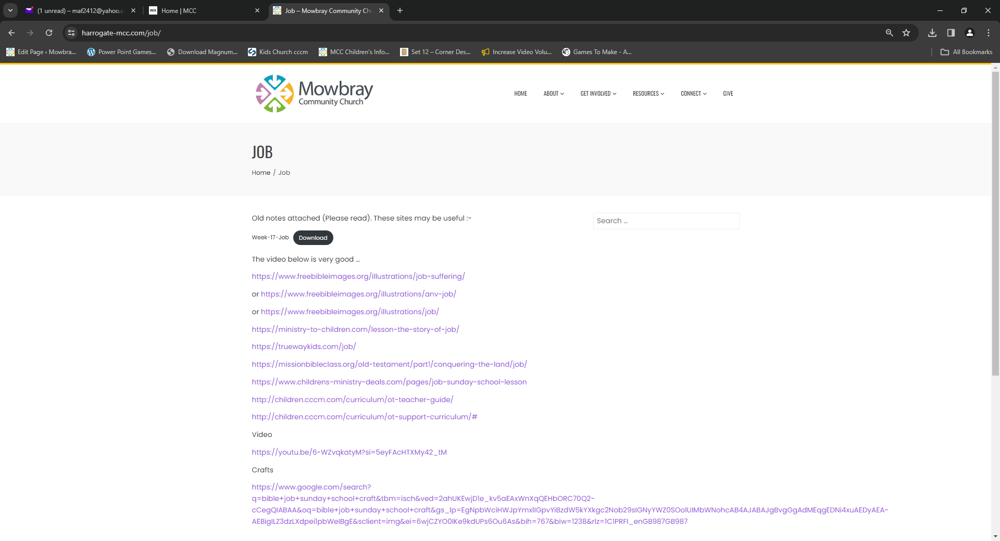 (1 unread) – maf2412@yahoo.c
Home | MCC
Job – Mowbray Community Chu
harrogate-mcc.com/job/
Edit Page ‹ Mowbra...
Power Point Games...
Download Magnum...
Kids Church cccm
MCC Children's Info...
Set 12 – Corner Des...
Increase Video Volu...
Games To Make - A...
All Bookmarks
Mowbray
Community Church
HOME
ABOUT
GET INVOLVED
RESOURCES
CONNECT
GIVE
JOB
Home / Job
Old notes attached (Please read). These sites may be useful :-
Search …
Week-17-Job
Download
The video below is very good …
https://www.freebibleimages.org/illustrations/job-suffering/
or https://www.freebibleimages.org/illustrations/anv-job/
or https://www.freebibleimages.org/illustrations/job/
https://ministry-to-children.com/lesson-the-story-of-job/
https://truewaykids.com/job/
https://missionbibleclass.org/old-testament/part1/conquering-the-land/job/
https://www.childrens-ministry-deals.com/pages/job-sunday-school-lesson
http://children.cccm.com/curriculum/ot-teacher-guide/
http://children.cccm.com/curriculum/ot-support-curriculum/#
Video
https://youtu.be/6-WZvqkatyM?si=5eyFAcHTXMy42_tM
Crafts
https://www.google.com/search?
q=bible+job+sunday+school+craft&tbm=isch&ved=2ahUKEwjD1e_kv5aEAxWnXqQEHbORC70Q2-
cCegQIABAA&oq=bible+job+sunday+school+craft&gs_lp=EgNpbWciHWJpYmxlIGpvYiBzdW5kYXkgc2Nob29sIGNyYWZ0SOolUIMbWNohcAB4AJABAJgBvgGgAdMEqgEDNi4xuAEDyAEA-
AEBigILZ3dzLXdpei1pbWeIBgE&sclient=img&ei=6wjCZYO0IKe9kdUPs6Ou6As&bih=767&biw=1238&rlz=1C1PRFI_enGB987GB987